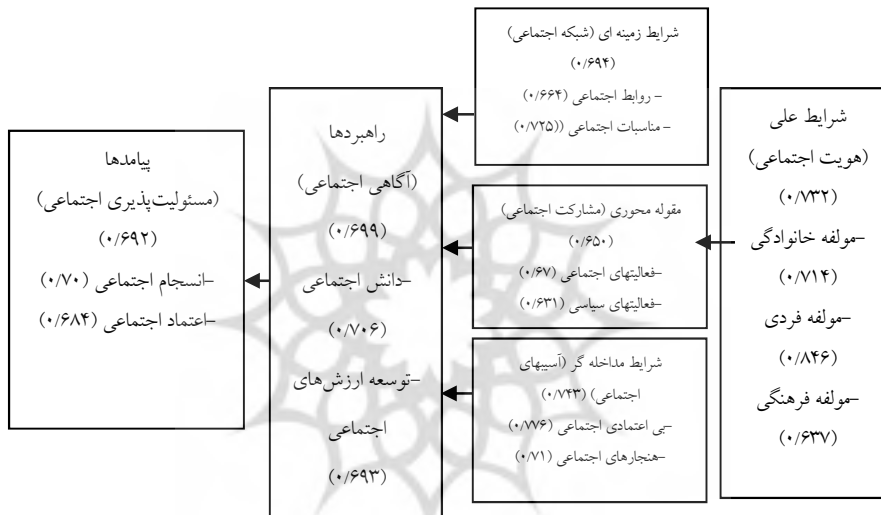 شرایط علی
(هویت اجتماعی)
(۰/۷۳۲)
-مولفه خانوادگی
(۰/۷۱۴)
-مولفه فردی
(۰/۸۴۶)
-مولفه فرهنگی
(۰/۶۳۷)
شرایط زمینه ای (شبکه اجتماعی)
(۰/۶۹۴)
- روابط اجتماعی (۰/۶۶۴)
- مناسبات اجتماعی ((۰/۷۲۵)
مقوله محوری (مشارکت اجتماعی)
(۰/۶۵۰)
-فعالیتهای اجتماعی (۰/۶۷)
-فعالیتهای سیاسی (۰/۶۳۱)
شرایط مداخله گر (آسیبهای
اجتماعی) (۰/۷۴۳)
-بی اعتمادی اجتماعی (۰/۷۷۶)
-هنجارهای اجتماعی (۰/۷۱)
راهبردها
(آگاهی اجتماعی)
(۰/۶۹۹)
-دانش اجتماعی
(۰/۷۰۶)
-توسعه ارزش‌های
اجتماعی
(۰/۶۹۳)
پیامدها
(مسئولیت‌پذیری اجتماعی)
(۰/۶۹۲)
-انسجام اجتماعی (۰/۷۰)
-اعتماد اجتماعی (۰/۶۸۴)